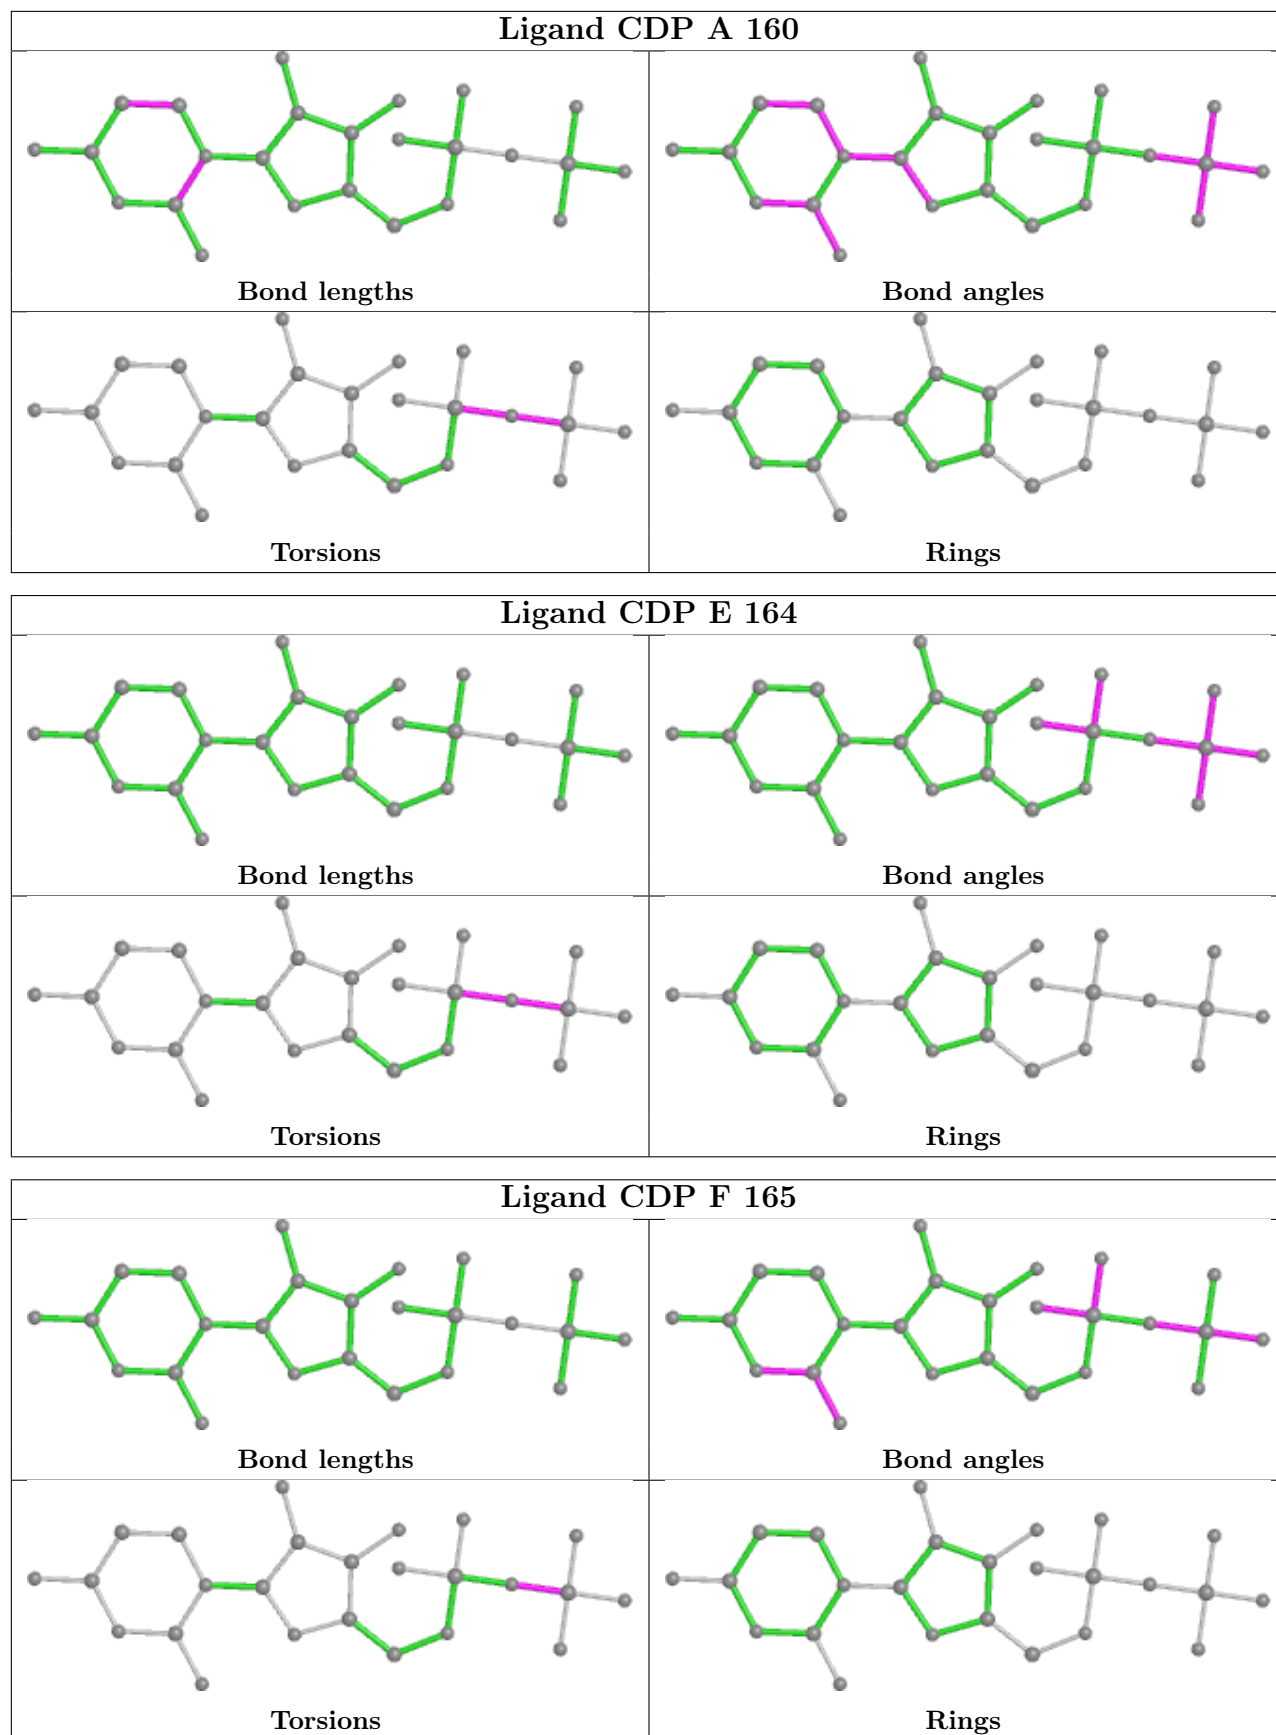 Ligand CDP A 160
Bond lengths
Bond angles
Torsions
Rings
Ligand CDP E 164
Bond lengths
Bond angles
Torsions
Rings
Ligand CDP F 165
Bond lengths
Bond angles
Torsions
Rings